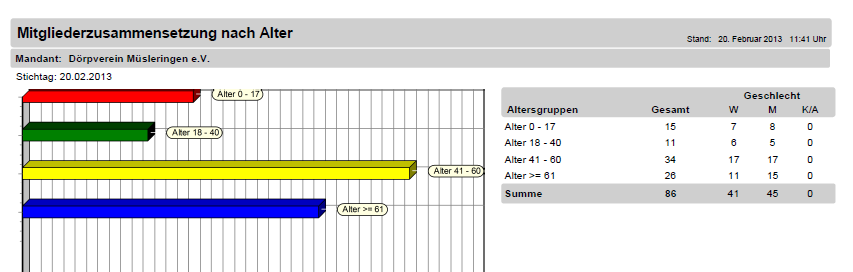 Mitgliederzusammensetzung nach Alter
Stand: 20. Februar 2013 11:41 Uhr
Mandant: Dörpverein Müsleringen e.V.
Stichtag: 20.02.2013
Alter 0 - 17
Alter 18 - 40
Alter 41 - 60
Alter >= 61
Geschlecht
Altersgruppen Gesamt W M K/A
Alter 0 - 17 15 7 8 0
Alter 18 - 40 11 6 5 0
Alter 41 - 60 34 17 17 0
Alter >= 61 26 11 15 0
Summe 86 41 45 0